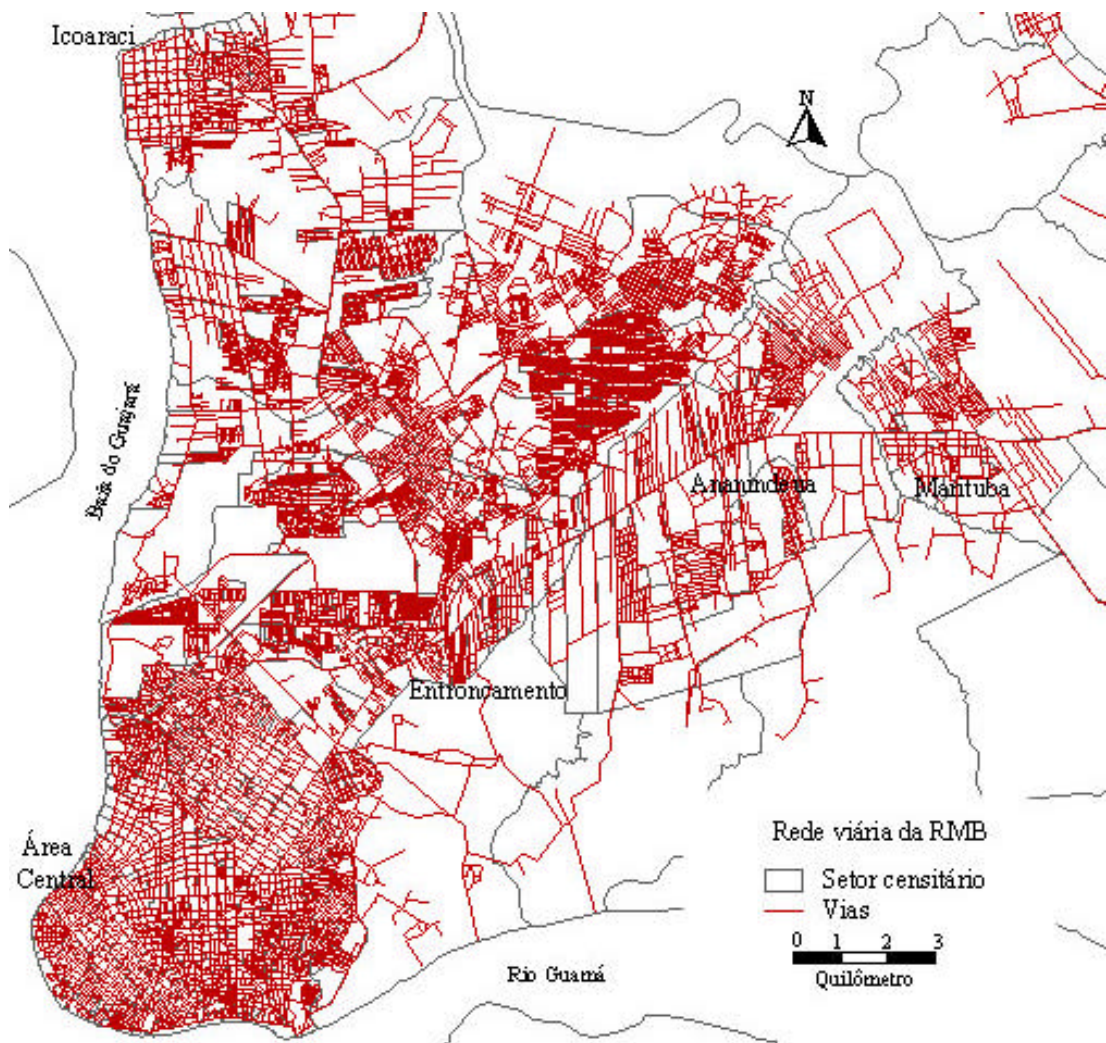 Icoaraci
N
Baía do Guajará
Ananindeua
Marituba
Entroncamento
Área
Central
Rede viária da RMB
Setor censitário
Vias
0 1 2 3
Quilômetro
Rio Guamá